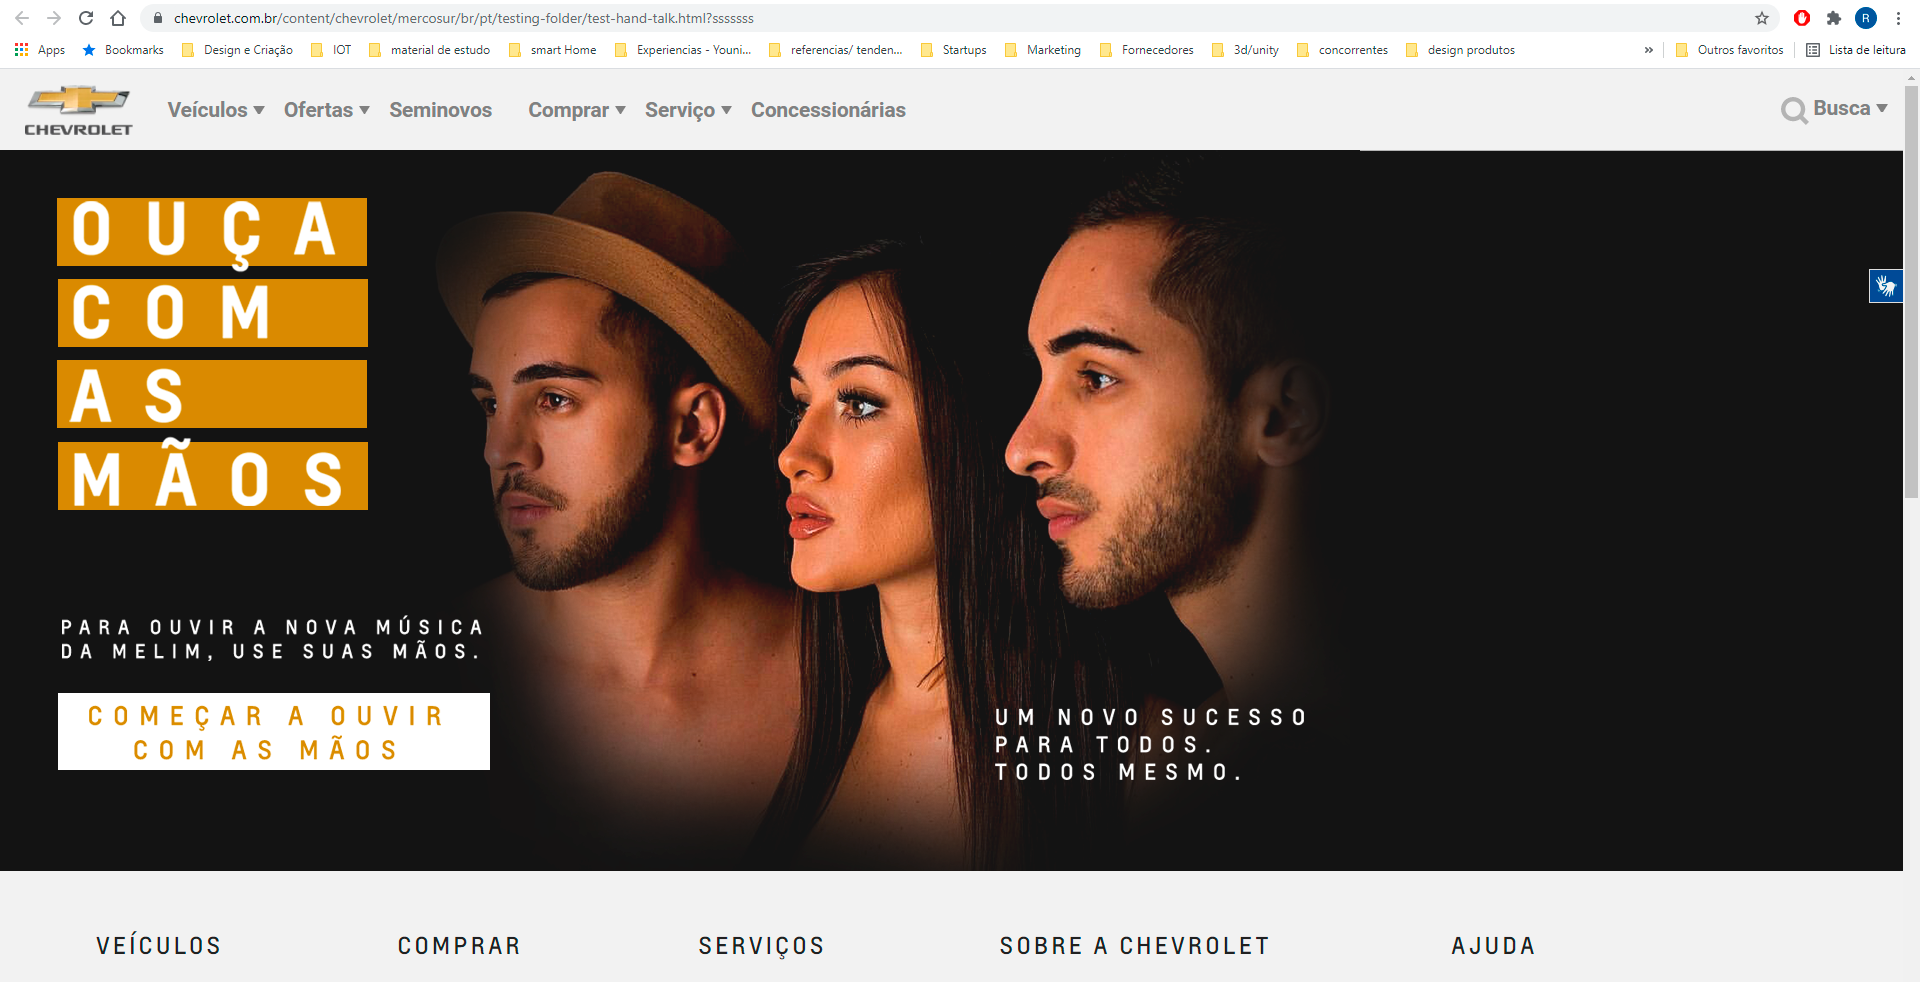 chevrolet.com.br/content/chevrolet/mercosur/br/pt/testing-folder/test-hand-talk.html?sssssss
R
Apps Bookmarks Design e Criação IOT material de estudo smart Home Experiencias - Youni... referencias/ tenden... Startups Marketing Fornecedores 3d/unity concorrentes design produtos » Outros favoritos Lista de leitura
CHEVROLET
Veículos Ofertas Seminovos Comprar Serviço Concessionárias Busca
OUÇA
COM
AS
MÃOS
PARA OUVIR A NOVA MÚSICA
DA MELIM, USE SUAS MÃOS.
COMEÇAR A OUVIR
COM AS MÃOS
UM NOVO SUCESSO
PARA TODOS.
TODOS MESMO.
VEÍCULOS COMPRAR SERVIÇOS SOBRE A CHEVROLET AJUDA